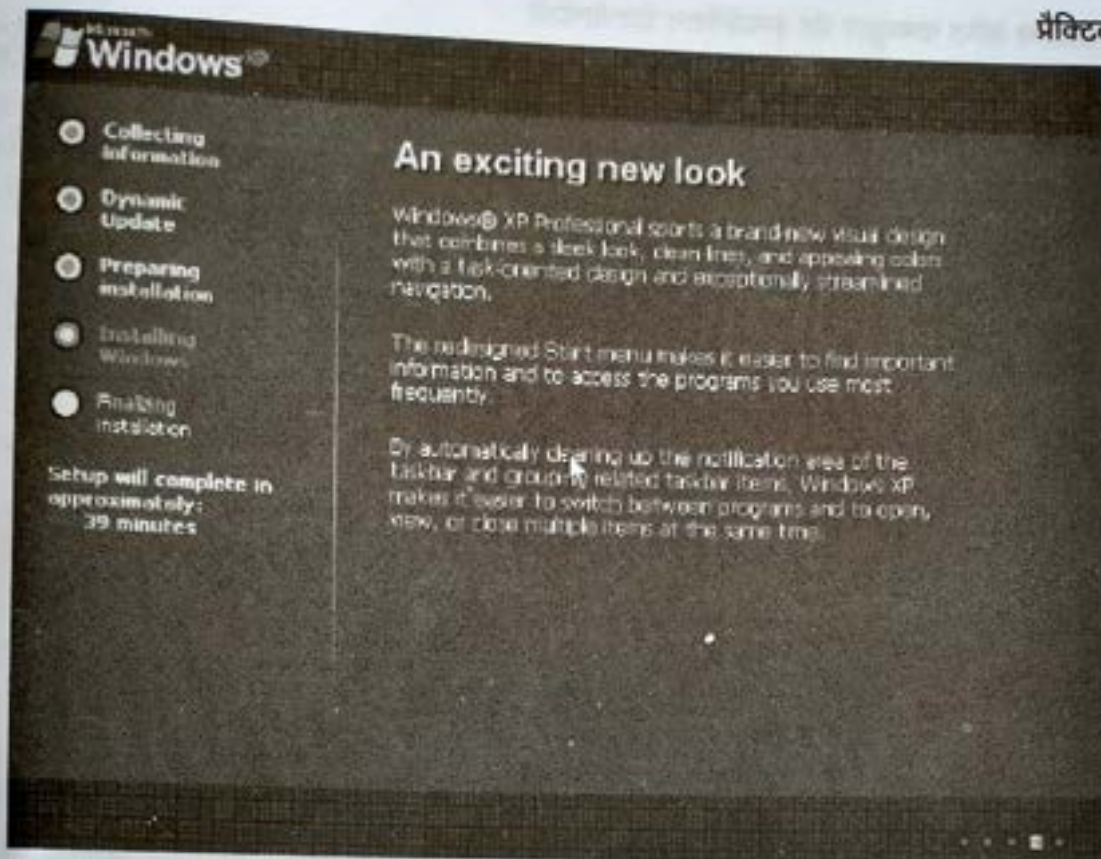 प्रैक्टि
Microsoft
Windows xp
Collecting
information
Dynamic
Update
Preparing
installation
Installing
Windows
Finalizing
installation
Setup will complete in
approximately:
39 minutes
An exciting new look
Windows® XP Professional sports a brand-new visual design
that combines a sleek look, clean lines, and appealing colors
with a task-oriented design and exceptionally streamlined
navigation.
The redesigned Start menu makes it easier to find important
information and to access the programs you use most
frequently.
By automatically cleaning up the notification area of the
taskbar and grouping related taskbar items, Windows XP
makes it easier to switch between programs and to open,
view, or close multiple items at the same time.